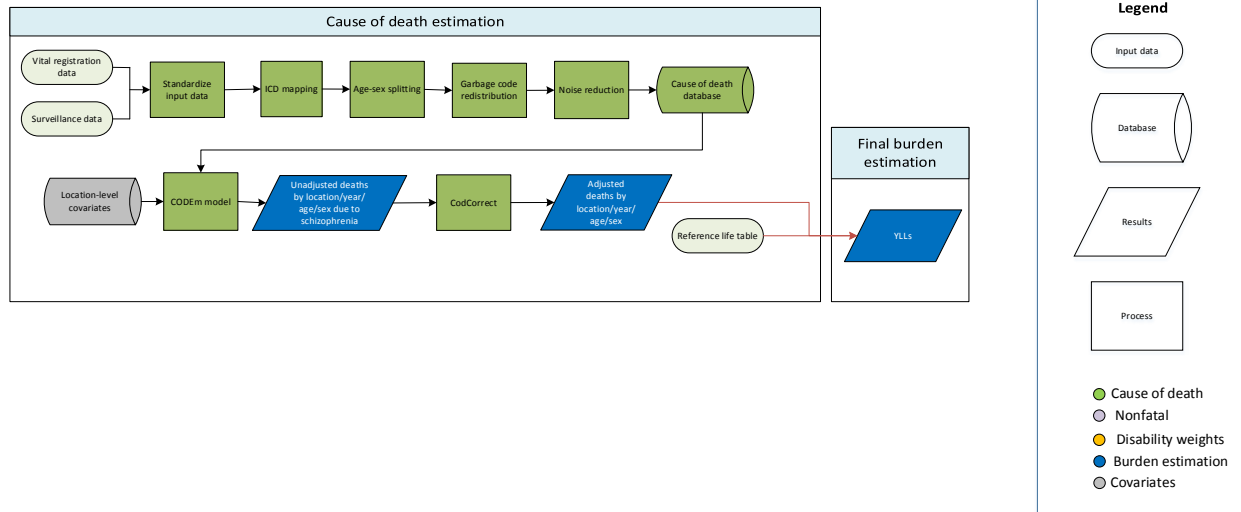 Cause of death estimation
Vital registration
data
Surveillance data
Standardize
input data
ICD mapping
Age-sex splitting
Garbage code
redistribution
Noise reduction
Cause of death
database
Location-level
covariates
CODEm model
Unadjusted deaths
by location/year/
age/sex due to
schizophrenia
CodCorrect
Adjusted
deaths by
location/year/
age/sex
Reference life table
Final burden
estimation
YLLs
Legend
Input data
Database
Results
Process
Cause of death
Nonfatal
Disability weights
Burden estimation
Covariates